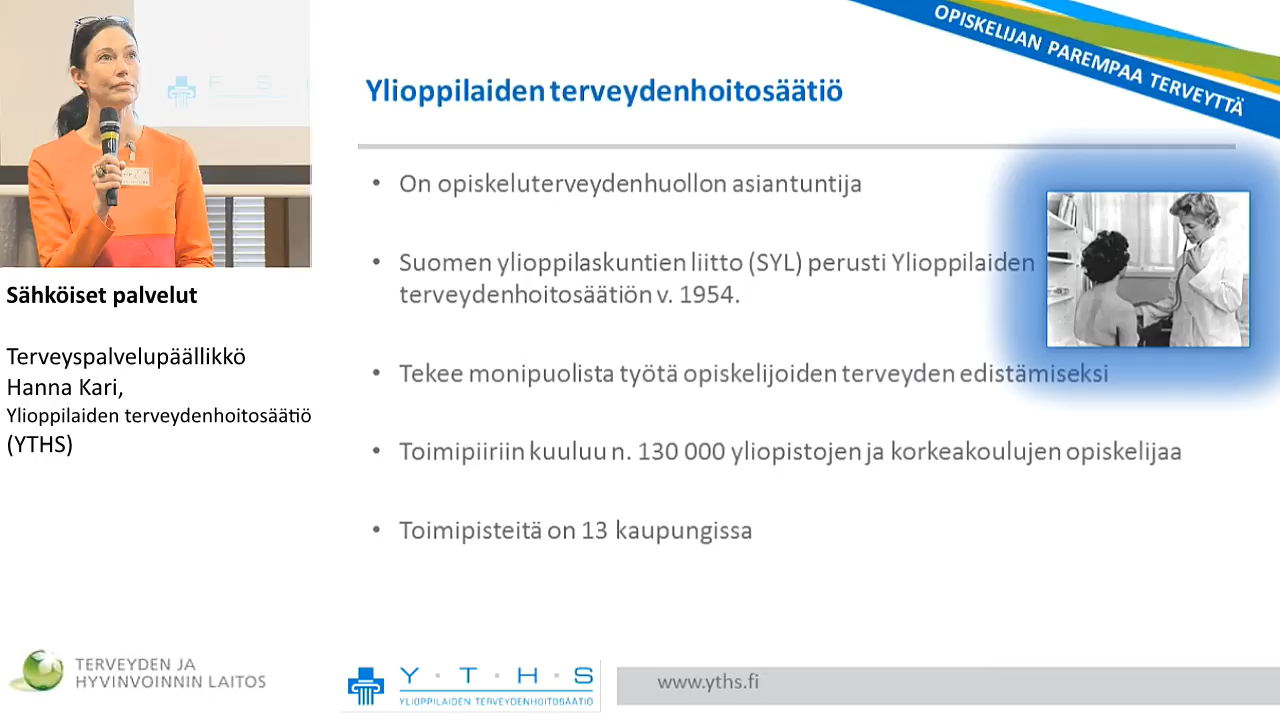 OPISKELIJAN PAREMPAA TERVEYTTÄ
Ylioppilaiden terveydenhoitosäätiö
• On opiskeluterveydenhuollon asiantuntija
• Suomen ylioppilaskuntien liitto (SYL) perusti Ylioppilaiden
terveydenhoitosäätiön v. 1954.
• Tekee monipuolista työtä opiskelijoiden terveyden edistämiseksi
• Toimipiiriin kuuluu n. 130 000 yliopistojen ja korkeakoulujen opiskelijaa
• Toimipisteitä on 13 kaupungissa
Sähköiset palvelut
Terveyspalvelupäällikkö
Hanna Kari,
Ylioppilaiden terveydenhoitosäätiö
(YTHS)
TERVEYDEN JA
HYVINVOINNIN LAITOS
Y · T · H · S
YLIOPPILAIDEN TERVEYDENHOITOSÄÄTIÖ
www.yths.fi
F S H